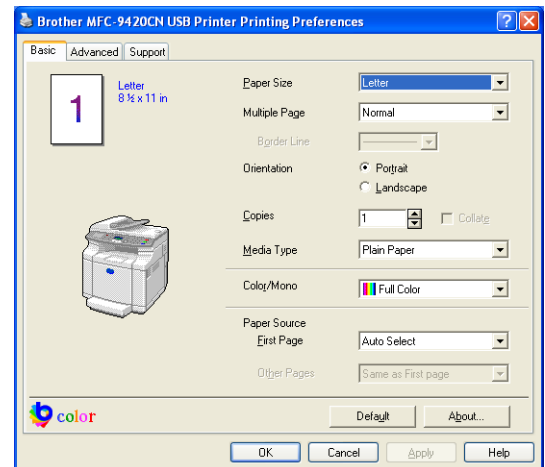 Brother MFC-9420CN USB Printer Printing Preferences
Basic Advanced Support
1
Letter
8 ½ x 11 in
Paper Size Letter
Multiple Page Normal
Border Line
Orientation Portrait
Landscape
Copies 1 Collate
Media Type Plain Paper
Color/Mono Full Color
Paper Source
First Page Auto Select
Other Pages Same as First page
color
Default About...
OK Cancel Apply Help